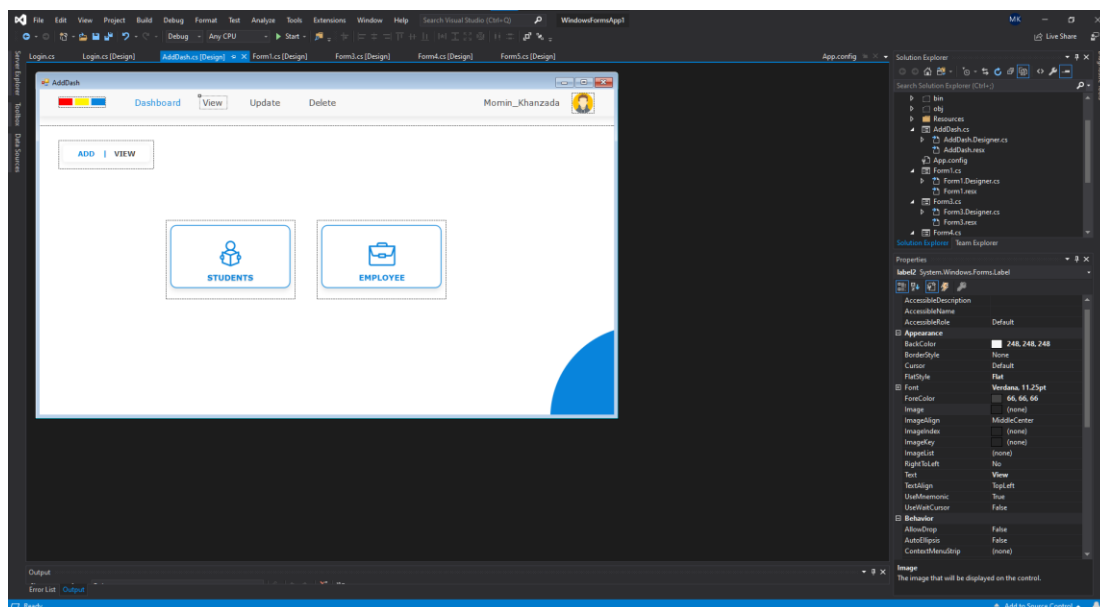 File Edit View Project Build Debug Format Test Analyze Tools Extensions Window Help Search Visual Studio (Ctrl+Q) WindowsFormsApp1 MK
Debug Any CPU Start Live Share
Login.cs Login.cs [Design] AddDash.cs [Design] Form1.cs [Design] Form3.cs [Design] Form4.cs [Design] Form5.cs [Design] App.config
Server Explorer
Toolbox
Data Sources
AddDash
Dashboard View Update Delete Momin_Khanzada
ADD | VIEW
STUDENTS EMPLOYEE
Solution Explorer
Search Solution Explorer (Ctrl+;)
bin
obj
Resources
AddDash.cs
AddDash.Designer.cs
AddDash.resx
App.config
Form1.cs
Form1.Designer.cs
Form1.resx
Form3.cs
Form3.Designer.cs
Form3.resx
Form4.cs
Solution Explorer Team Explorer
Properties
label2 System.Windows.Forms.Label
AccessibleDescription
AccessibleName
AccessibleRole Default
Appearance
BackColor 248, 248, 248
BorderStyle None
Cursor Default
FlatStyle Flat
Font Verdana, 11.25pt
ForeColor 66, 66, 66
Image (none)
ImageAlign MiddleCenter
ImageIndex (none)
ImageKey (none)
ImageList (none)
RightToLeft No
Text View
TextAlign TopLeft
UseMnemonic True
UseWaitCursor False
Behavior
AllowDrop False
AutoEllipsis False
ContextMenuStrip (none)
Image
The image that will be displayed on the control.
Output
Error List Output
Ready Add to Source Control